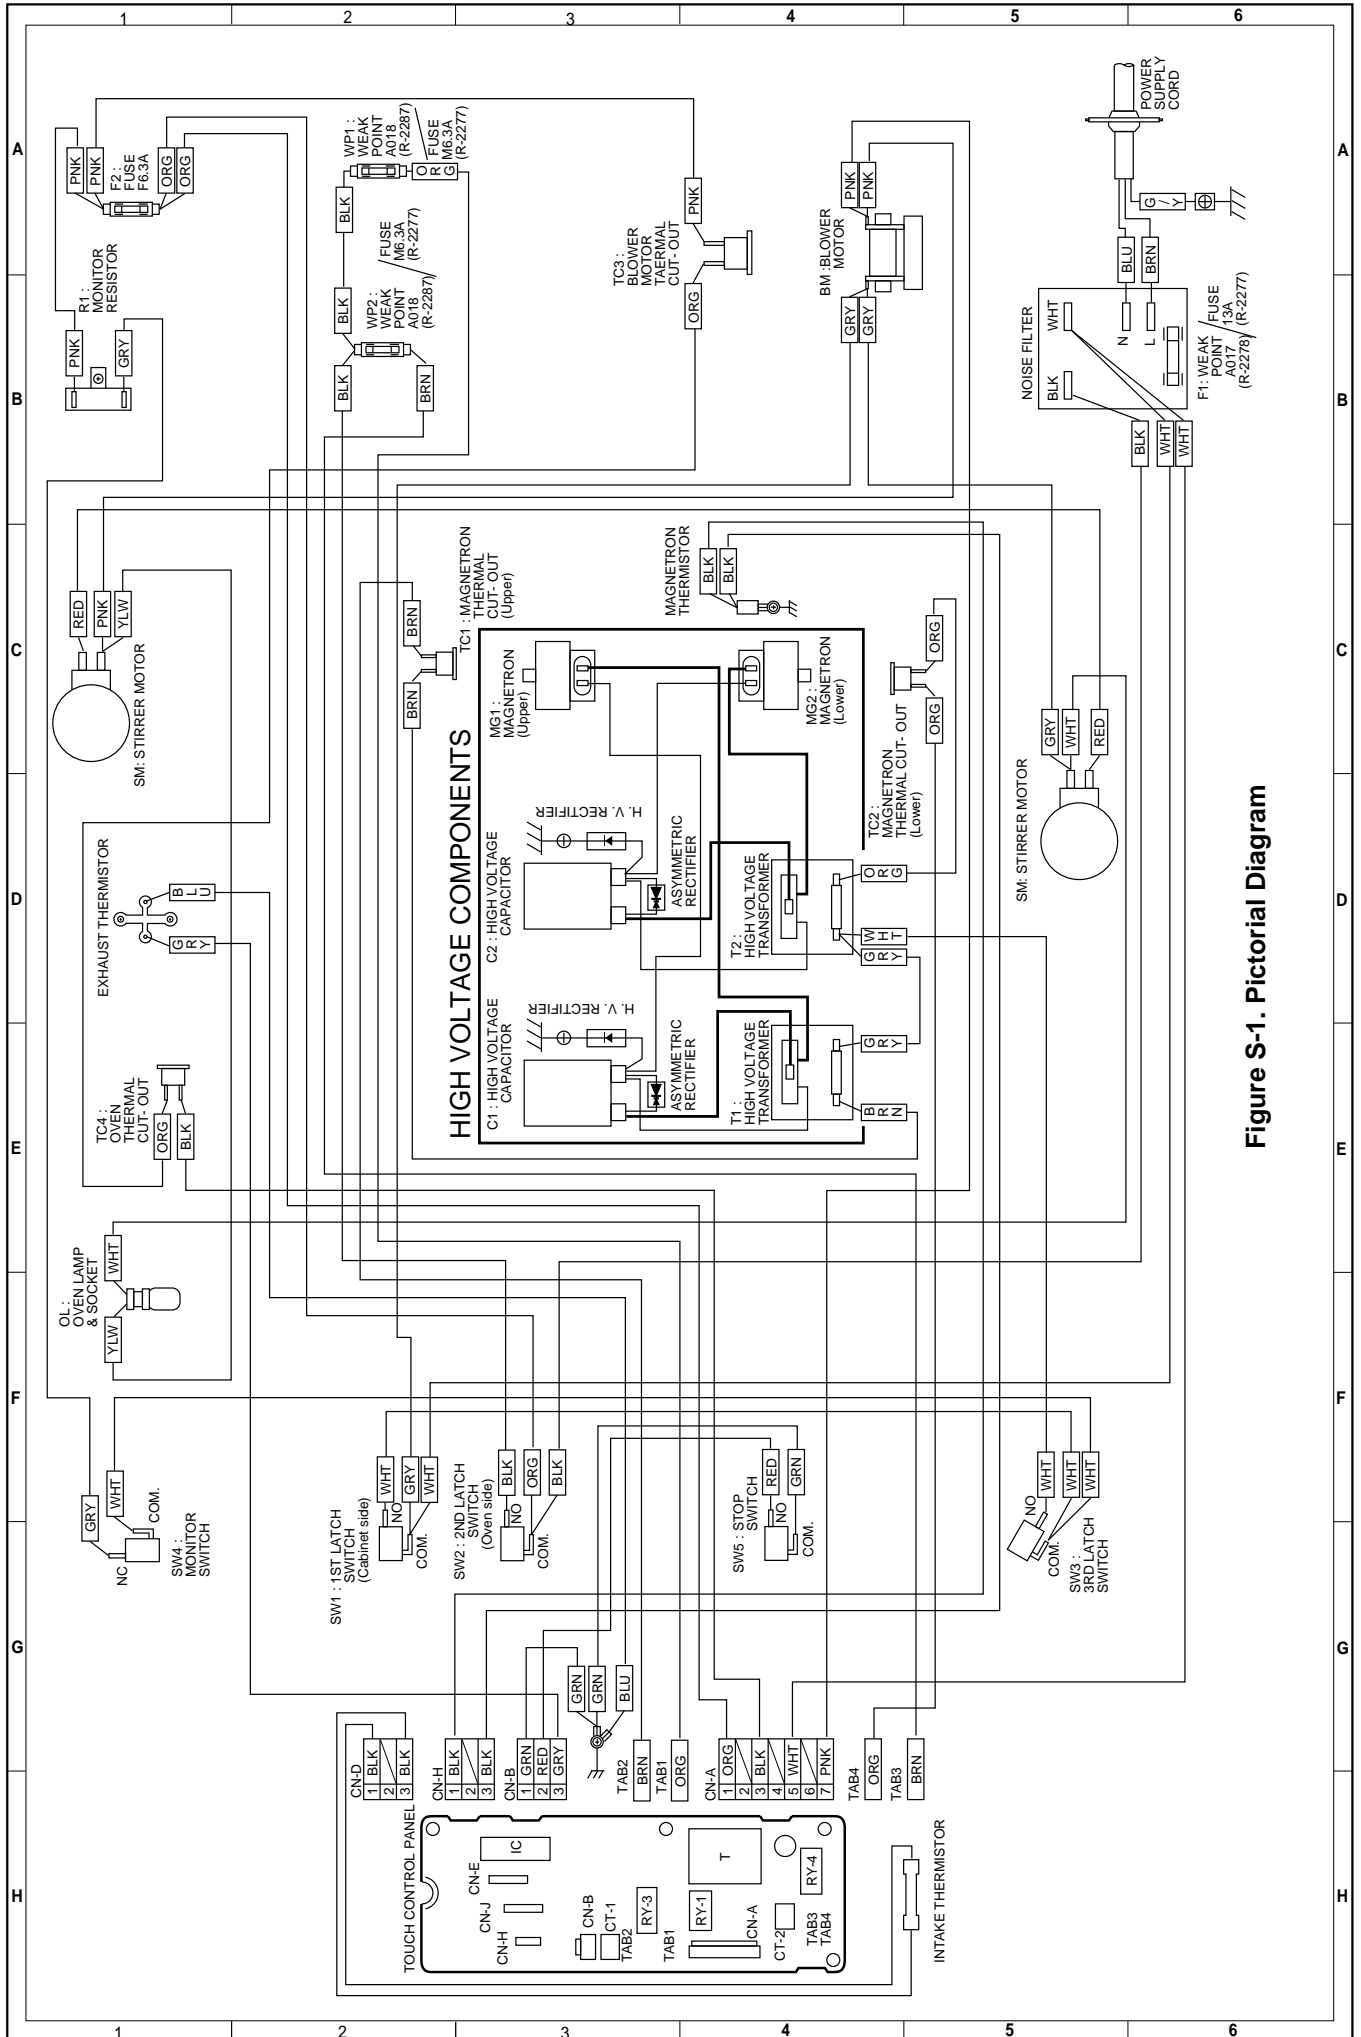 1
2
3
4
5
6
A
A
B
B
C
C
D
D
E
E
F
F
G
G
H
H
1
2
3
4
5
6
PNK
PNK
F2 :
FUSE
F6.3A
ORG
ORG
R1 :
MONITOR
RESISTOR
PNK
GRY
WP1 :
WEAK
POINT
A018
(R-2287)
FUSE
M6.3A
(R-2277)
ORG
BLK
BLK
WP2 :
WEAK
POINT
A018
(R-2287)
FUSE
M6.3A
(R-2277)
BLK
BRN
TC3 :
BLOWER
MOTOR
TAERMAL
CUT- OUT
PNK
ORG
BM :BLOWER
MOTOR
PNK
PNK
GRY
GRY
POWER
SUPPLY
CORD
G / Y
BLU
BRN
NOISE FILTER
WHT
BLK
N
L
F1: WEAK
POINT
A017
(R-2278)
FUSE
13A
(R-2277)
BLK
WHT
WHT
RED
PNK
YLW
SM: STIRRER MOTOR
BRN
BRN
TC1 : MAGNETRON
THERMAL
CUT- OUT
(Upper)
MAGNETRON
THERMISTOR
BLK
BLK
HIGH VOLTAGE COMPONENTS
MG1 :
MAGNETRON
(Upper)
MG2 :
MAGNETRON
(Lower)
ORG
ORG
TC2 :
MAGNETRON
THERMAL CUT- OUT
(Lower)
GRY
WHT
RED
SM: STIRRER MOTOR
EXHAUST THERMISTOR
BLU
GRY
C2 : HIGH VOLTAGE
CAPACITOR
H. V. RECTIFIER
ASYMMETRIC
RECTIFIER
T2 :
HIGH VOLTAGE
TRANSFORMER
ORG
WHT
GRY
C1 : HIGH VOLTAGE
CAPACITOR
H. V. RECTIFIER
ASYMMETRIC
RECTIFIER
T1 :
HIGH VOLTAGE
TRANSFORMER
GRY
BRN
TC4 :
OVEN
THERMAL
CUT- OUT
ORG
BLK
OL :
OVEN LAMP
& SOCKET
WHT
YLW
GRY
WHT
NC
COM.
SW4 :
MONITOR
SWITCH
WHT
GRY
WHT
NO
COM.
SW1 : 1ST LATCH
SWITCH
(Cabinet side)
BLK
ORG
BLK
NO
COM.
SW2 : 2ND LATCH
SWITCH
(Oven side)
RED
GRN
NO
COM.
SW5 : STOP
SWITCH
WHT
WHT
WHT
NO
COM.
SW3 :
3RD LATCH
SWITCH
GRN
GRN
BLU
CN-D
1 BLK
2
3 BLK
CN-H
1 BLK
2
3 BLK
CN-B
1 GRN
2 RED
3 GRY
TAB2
BRN
TAB1
ORG
CN-A
1 ORG
2
3 BLK
4
5 WHT
6
7 PNK
TAB4
ORG
TAB3
BRN
TOUCH CONTROL PANEL
IC
CN-E
CN-J
CN-H
CN-B
CT-1
TAB2
RY-3
TAB1
T
RY-1
CN-A
CT-2
RY-4
TAB3
TAB4
INTAKE THERMISTOR
Figure S-1. Pictorial Diagram